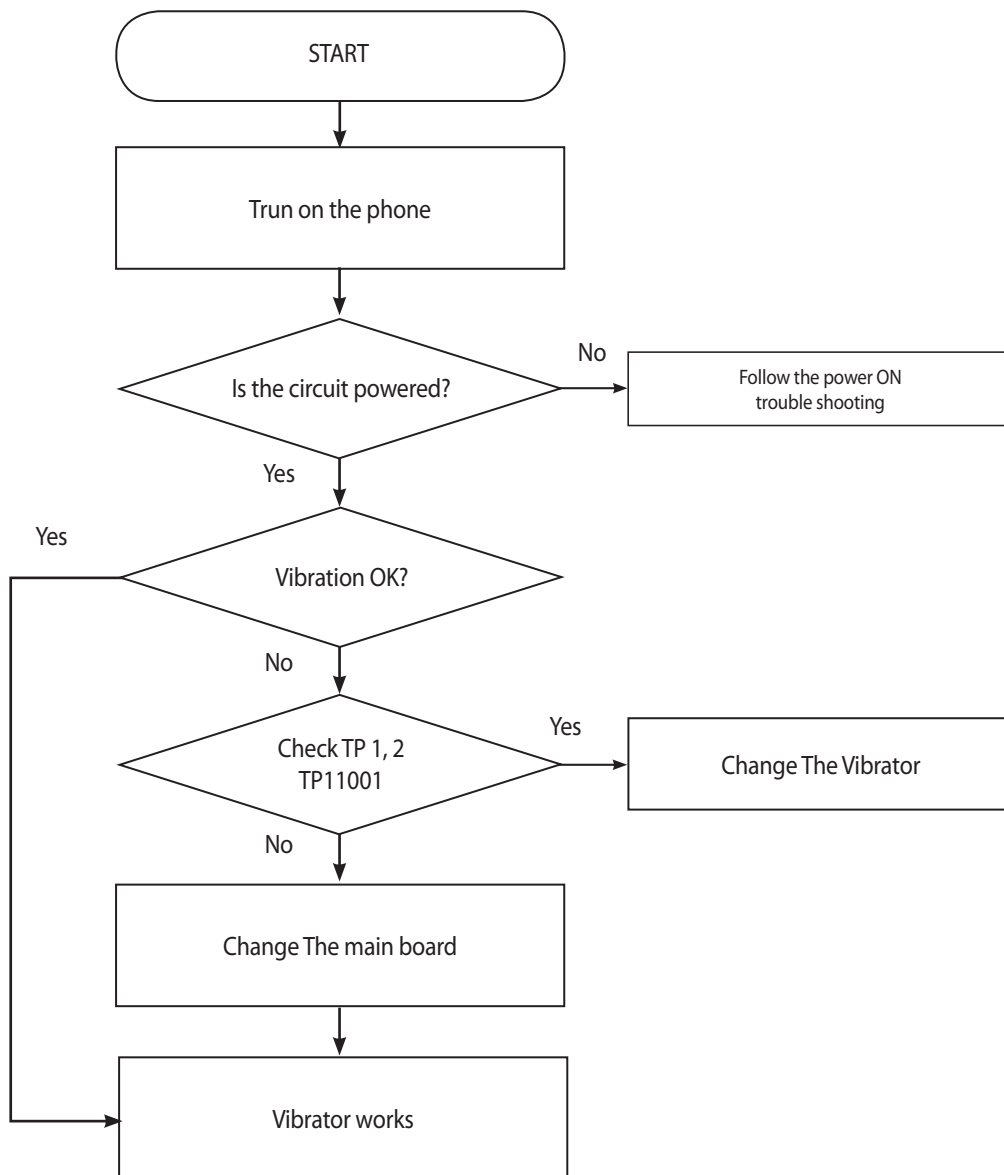 START
Trun on the phone
Is the circuit powered?
No
Follow the power ON
trouble shooting
Yes
Yes
Vibration OK?
No
Check TP 1, 2
TP11001
Yes
Change The Vibrator
No
Change The main board
Vibrator works